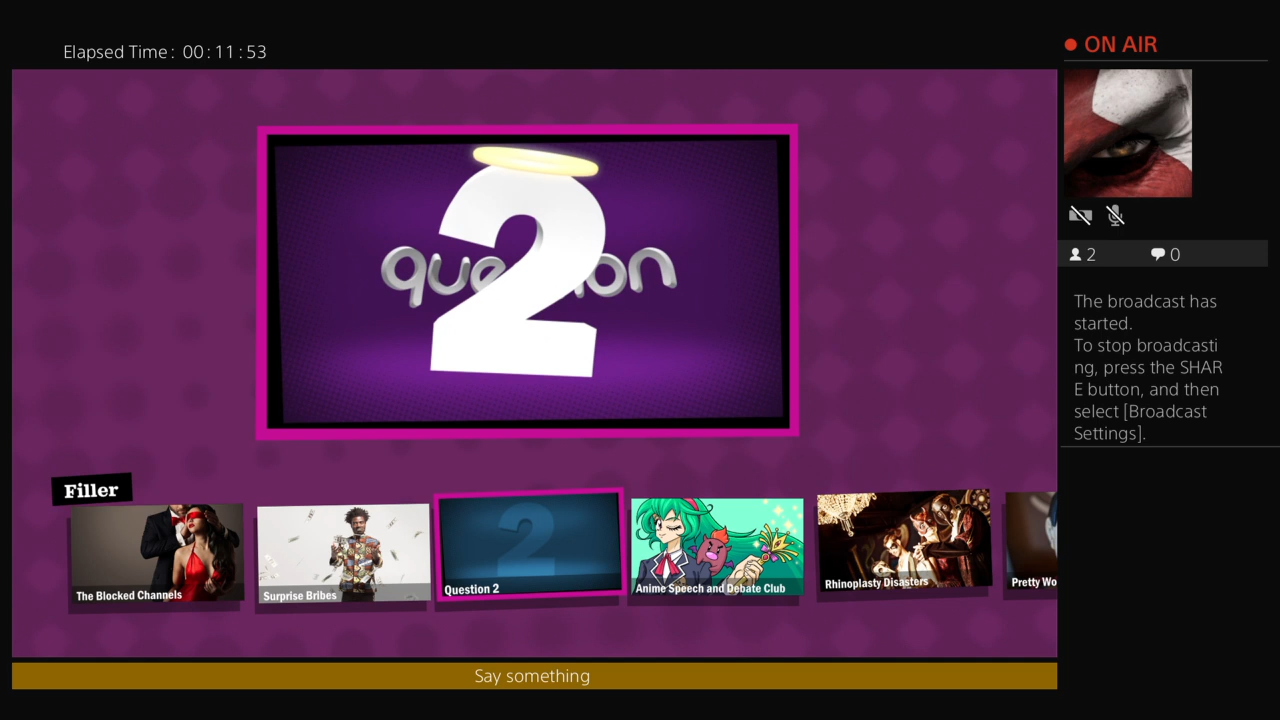 Elapsed Time: 00:11:53
ON AIR
2
question
2 0
The broadcast has
started.
To stop broadcasti
ng, press the SHAR
E button, and then
select [Broadcast
Settings].
Filler
The Blocked Channels
Surprise Bribes
2
Question 2
Anime Speech and Debate Club
Rhinoplasty Disasters
Pretty Wo
Say something